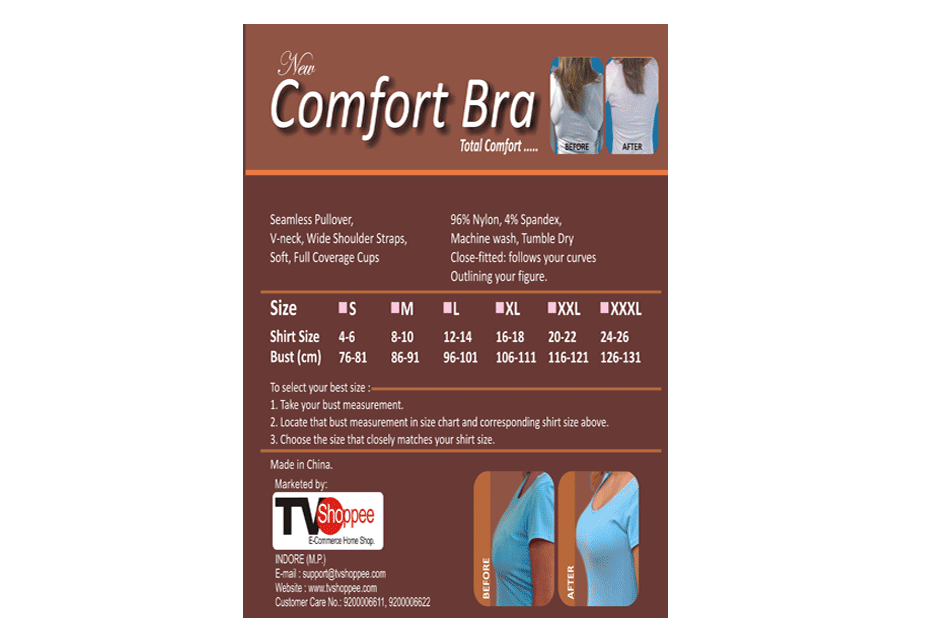 New
Comfort Bra
Total Comfort .....
BEFORE
AFTER
Seamless Pullover,
V-neck, Wide Shoulder Straps,
Soft, Full Coverage Cups
96% Nylon, 4% Spandex,
Machine wash, Tumble Dry
Close-fitted: follows your curves
Outlining your figure.
Size S M L XL XXL XXXL
Shirt Size 4-6 8-10 12-14 16-18 20-22 24-26
Bust (cm) 76-81 86-91 96-101 106-111 116-121 126-131
To select your best size :
1. Take your bust measurement.
2. Locate that bust measurement in size chart and corresponding shirt size above.
3. Choose the size that closely matches your shirt size.
Made in China.
Marketed by:
TV Shoppee
E-Commerce Home Shop.
INDORE (M.P.)
E-mail : support@tvshoppee.com
Website : www.tvshoppee.com
Customer Care No.: 9200006611, 9200006622
BEFORE
AFTER